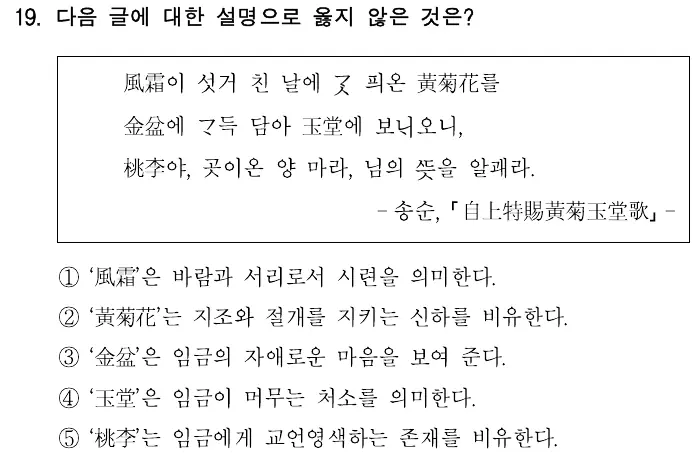 19. 다음 글에 대한 설명으로 옳지 않은 것은?
風霜이 섯거 친 날에 ᄀᆞᆺ 픠온 黃菊花를
金盆에 ᄀᆞ득 담아 玉堂에 보ᄂᆡ오니,
桃李야, 곳이온 양 마라, 님의 ᄯᅳᆺ을 알괘라.
- 송순, 「自上特賜黃菊玉堂歌」 -
① ‘風霜’은 바람과 서리로서 시련을 의미한다.
② ‘黃菊花’는 지조와 절개를 지키는 신하를 비유한다.
③ ‘金盆’은 임금의 자애로운 마음을 보여 준다.
④ ‘玉堂’은 임금이 머무는 처소를 의미한다.
⑤ ‘桃李’는 임금에게 교언영색하는 존재를 비유한다.